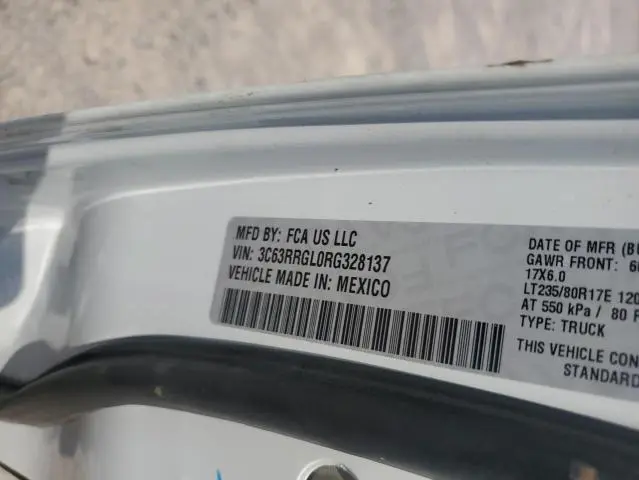 MFD BY: FCA US LLC
VIN: 3C63RRGL0RG328137
VEHICLE MADE IN: MEXICO
DATE OF MFR
GAWR FRONT:
17X6.0
LT235/80R17E
AT 550 kPa / 80
TYPE: TRUCK
THIS VEHICLE
STANDARD